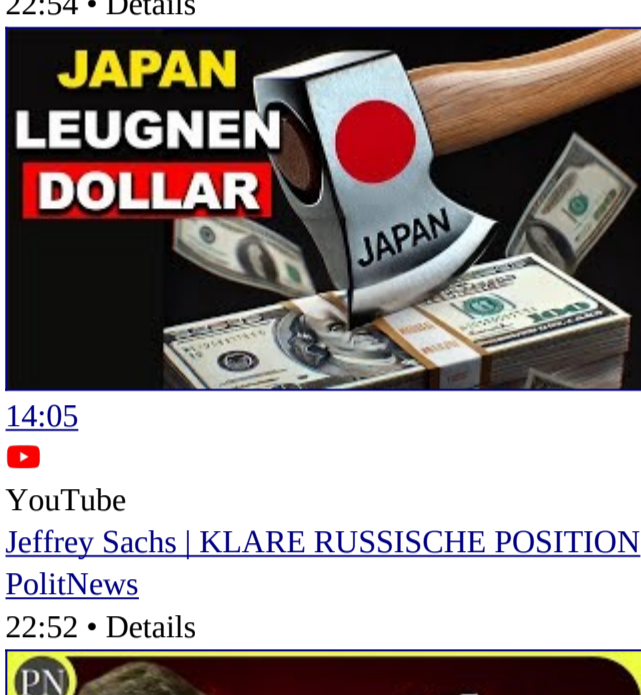 22:54 • Details
JAPAN
LEUGNEN
DOLLAR
JAPAN
100
14:05
YouTube
Jeffrey Sachs | KLARE RUSSISCHE POSITION
PolitNews
22:52 • Details
PN